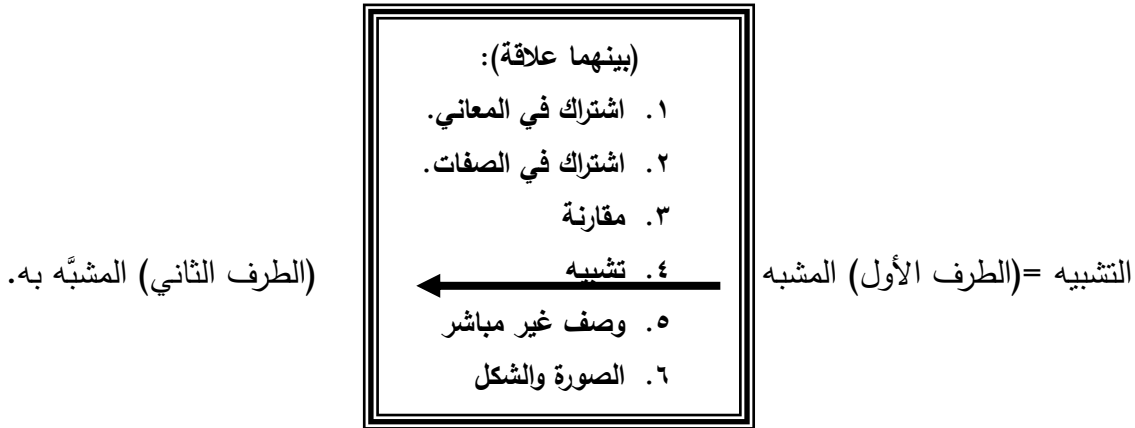 (بينهما علاقة):
١. اشتراك في المعاني.
٢. اشتراك في الصفات.
٣. مقارنة
التشبيه =(الطرف الأول) المشبه
٤. تشبيه
(الطرف الثاني) المشبَّه به.
٥. وصف غير مباشر
٦. الصورة والشكل